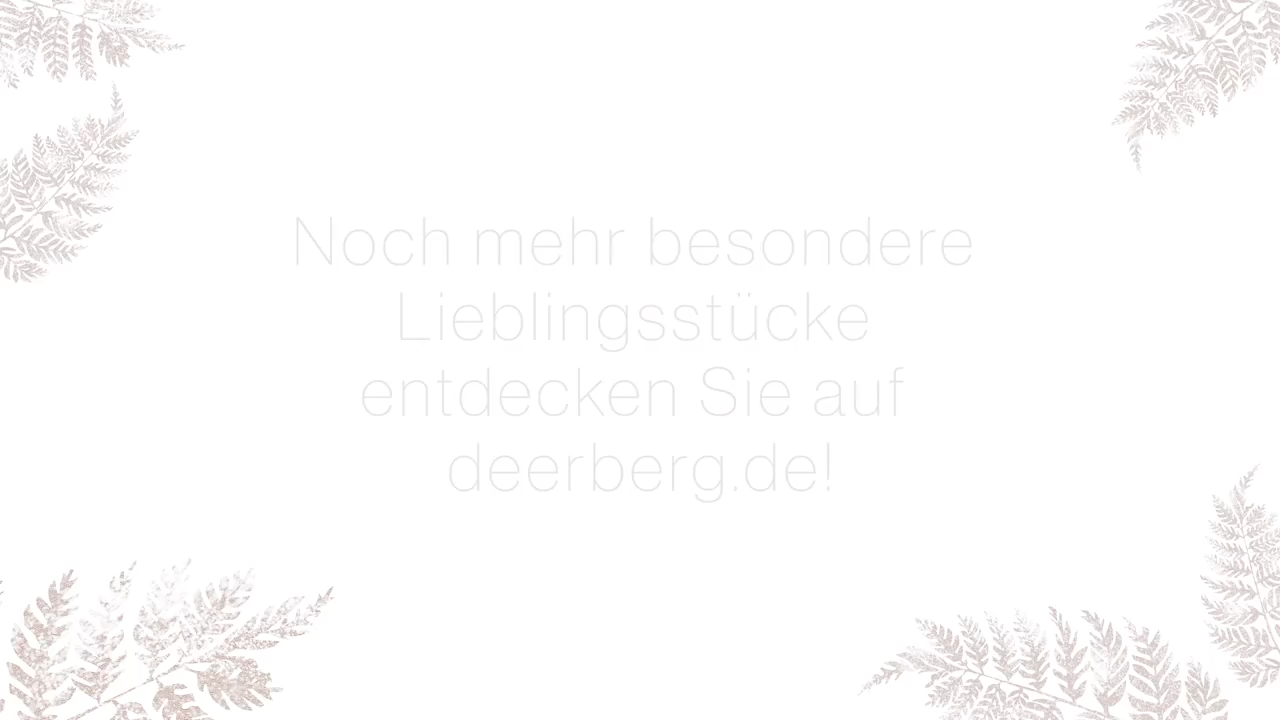 Noch mehr besondere
Lieblingsstücke
entdecken Sie auf
deerberg.de!